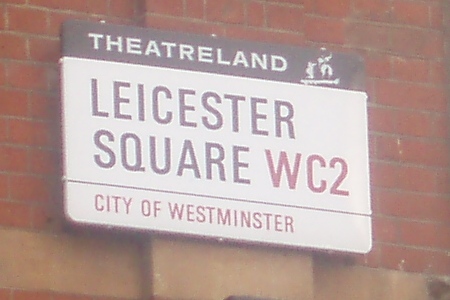 THEATRELAND
LEICESTER
SQUARE WC2
CITY OF WESTMINSTER